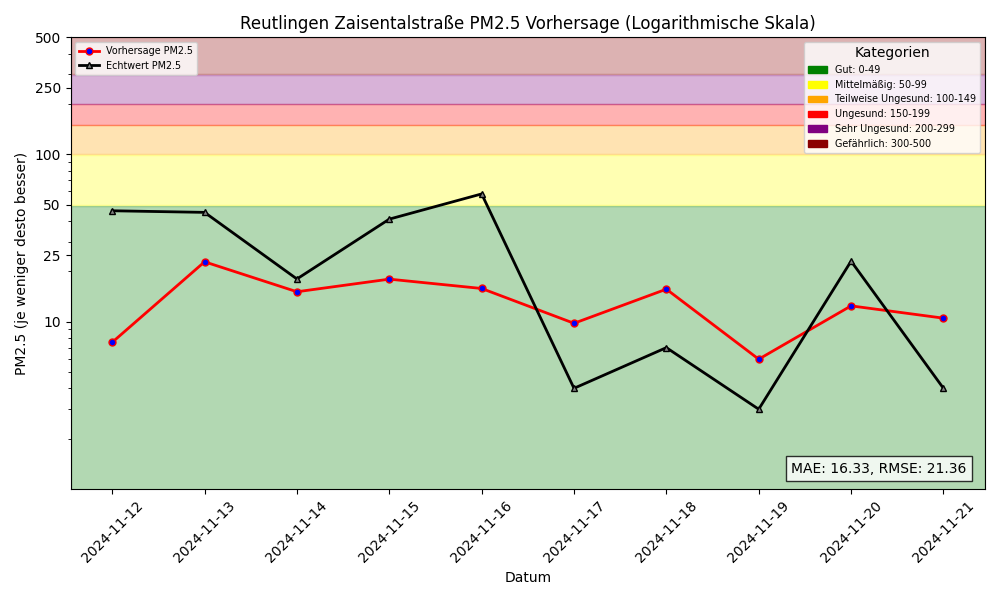 Reutlingen Zaisentalstraße PM2.5 Vorhersage (Logarithmische Skala)
PM2.5 (je weniger desto besser)
500
250
100
50
25
10
Vorhersage PM2.5
Echtwert PM2.5
Kategorien
Gut: 0-49
Mittelmäßig: 50-99
Teilweise Ungesund: 100-149
Ungesund: 150-199
Sehr Ungesund: 200-299
Gefährlich: 300-500
MAE: 16.33, RMSE: 21.36
2024-11-12
2024-11-13
2024-11-14
2024-11-15
2024-11-16
2024-11-17
2024-11-18
2024-11-19
2024-11-20
2024-11-21
Datum